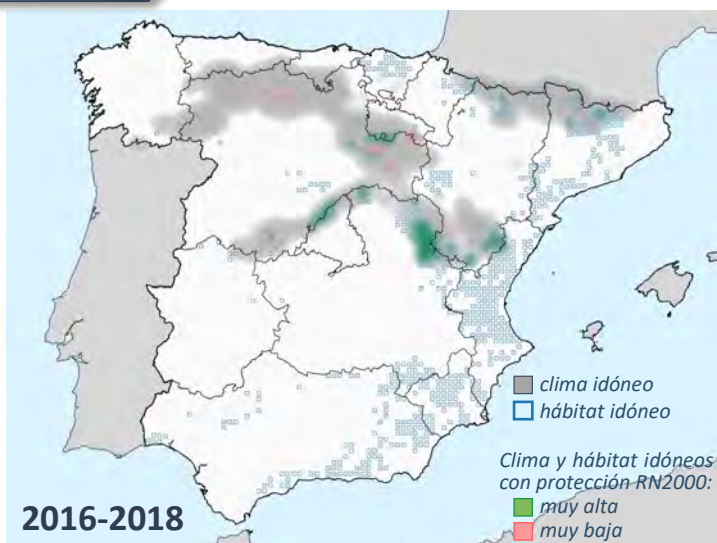 clima idóneo
hábitat idóneo
Clima y hábitat idóneos
con protección RN2000:
muy alta
muy baja
2016-2018